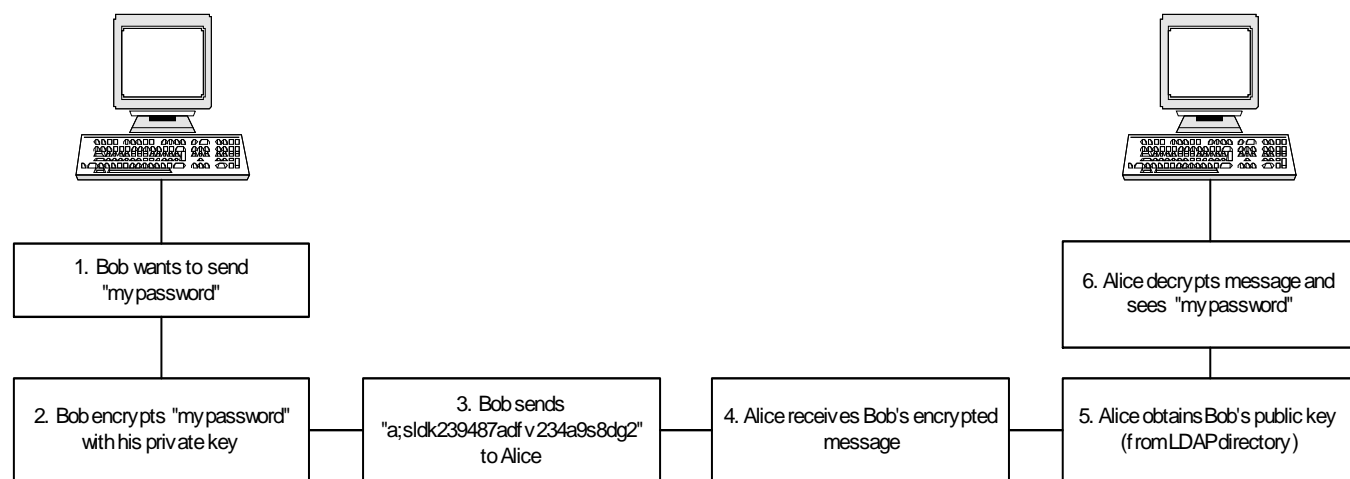 1. Bob wants to send
"my password"
2. Bob encrypts "my password"
with his private key
3. Bob sends
"a;sldk239487adfv234a9s8dg2"
to Alice
4. Alice receives Bob's encrypted
message
5. Alice obtains Bob's public key
(from LDAP directory)
6. Alice decrypts message and
sees "my password"